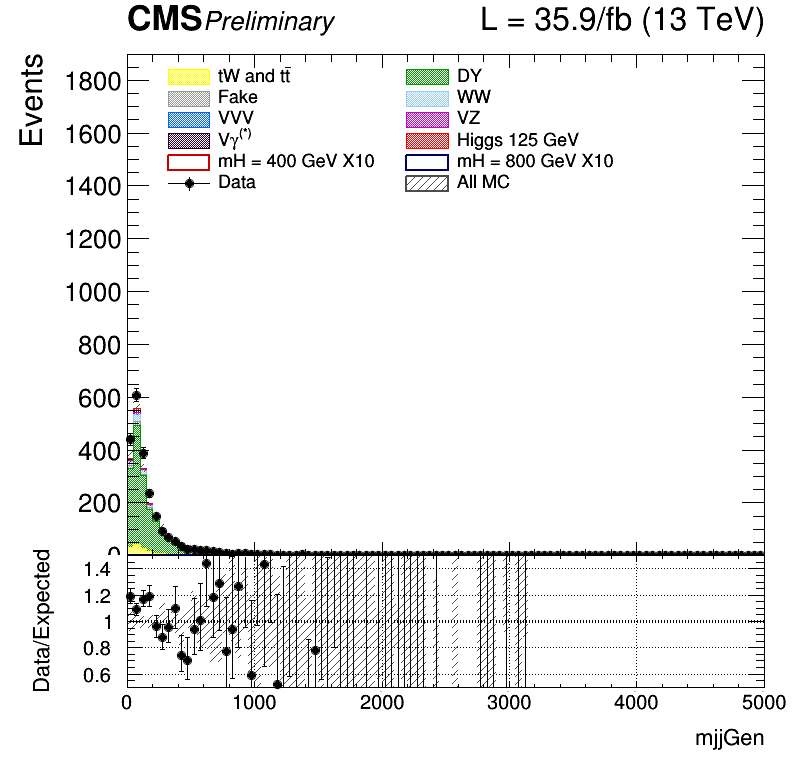 CMS Preliminary L = 35.9/fb (13 TeV)
Events
1800
1600
1400
1200
1000
800
600
400
200
0
tW and tt̄ DY
Fake WW
VVV VZ
Vγ(*) Higgs 125 GeV
mH = 400 GeV X10 mH = 800 GeV X10
Data All MC
Data/Expected
1.4
1.2
1
0.8
0.6
0 1000 2000 3000 4000 5000
mjjGen